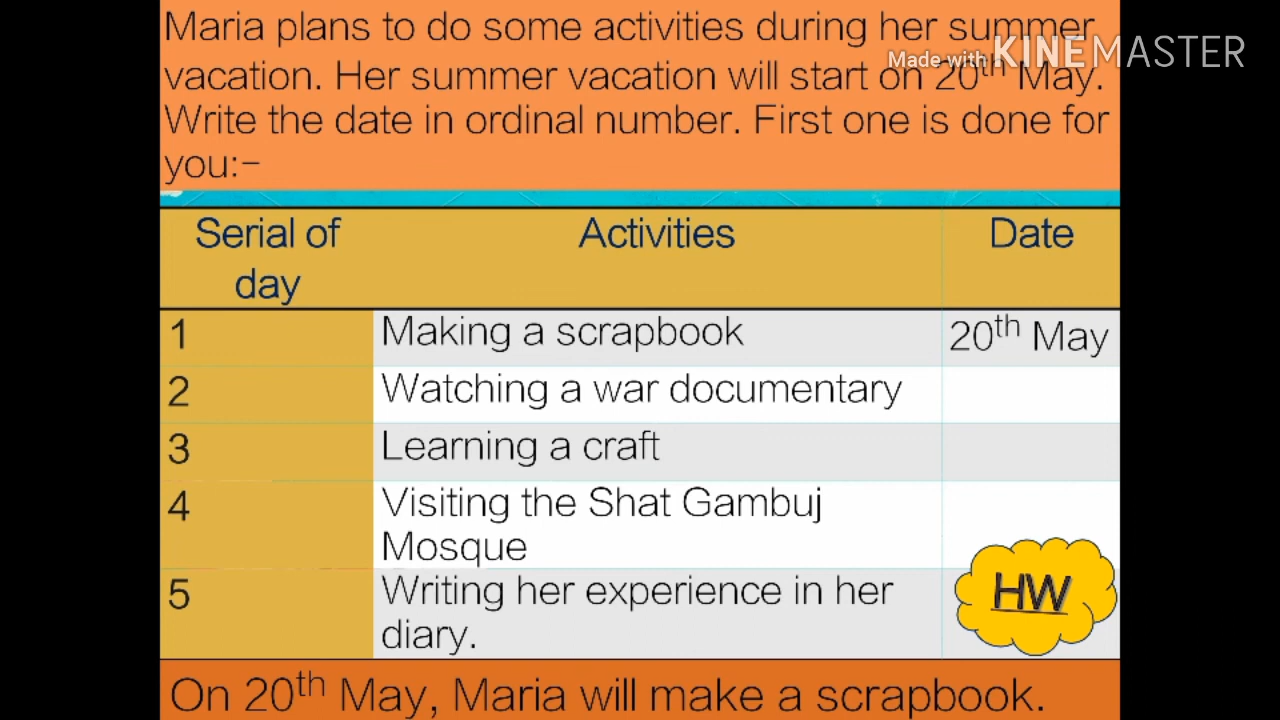 Maria plans to do some activities during her summer
Made with KINEMASTER
vacation. Her summer vacation will start on 20th May.
Write the date in ordinal number. First one is done for
you:-
Serial of day Activities Date
1 Making a scrapbook 20th May
2 Watching a war documentary
3 Learning a craft
4 Visiting the Shat Gambuj
Mosque
5 Writing her experience in her
diary.
HW
On 20th May, Maria will make a scrapbook.